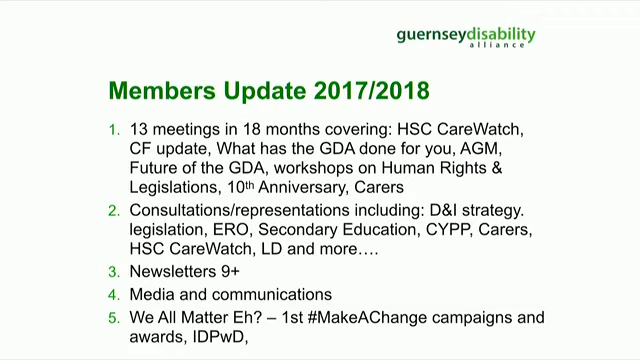 guernseydisability
alliance
Members Update 2017/2018
1. 13 meetings in 18 months covering: HSC CareWatch,
CF update, What has the GDA done for you, AGM,
Future of the GDA, workshops on Human Rights &
Legislations, 10th Anniversary, Carers
2. Consultations/representations including: D&I strategy.
legislation, ERO, Secondary Education, CYPP, Carers,
HSC CareWatch, LD and more….
3. Newsletters 9+
4. Media and communications
5. We All Matter Eh? – 1st #MakeAChange campaigns and
awards, IDPwD,